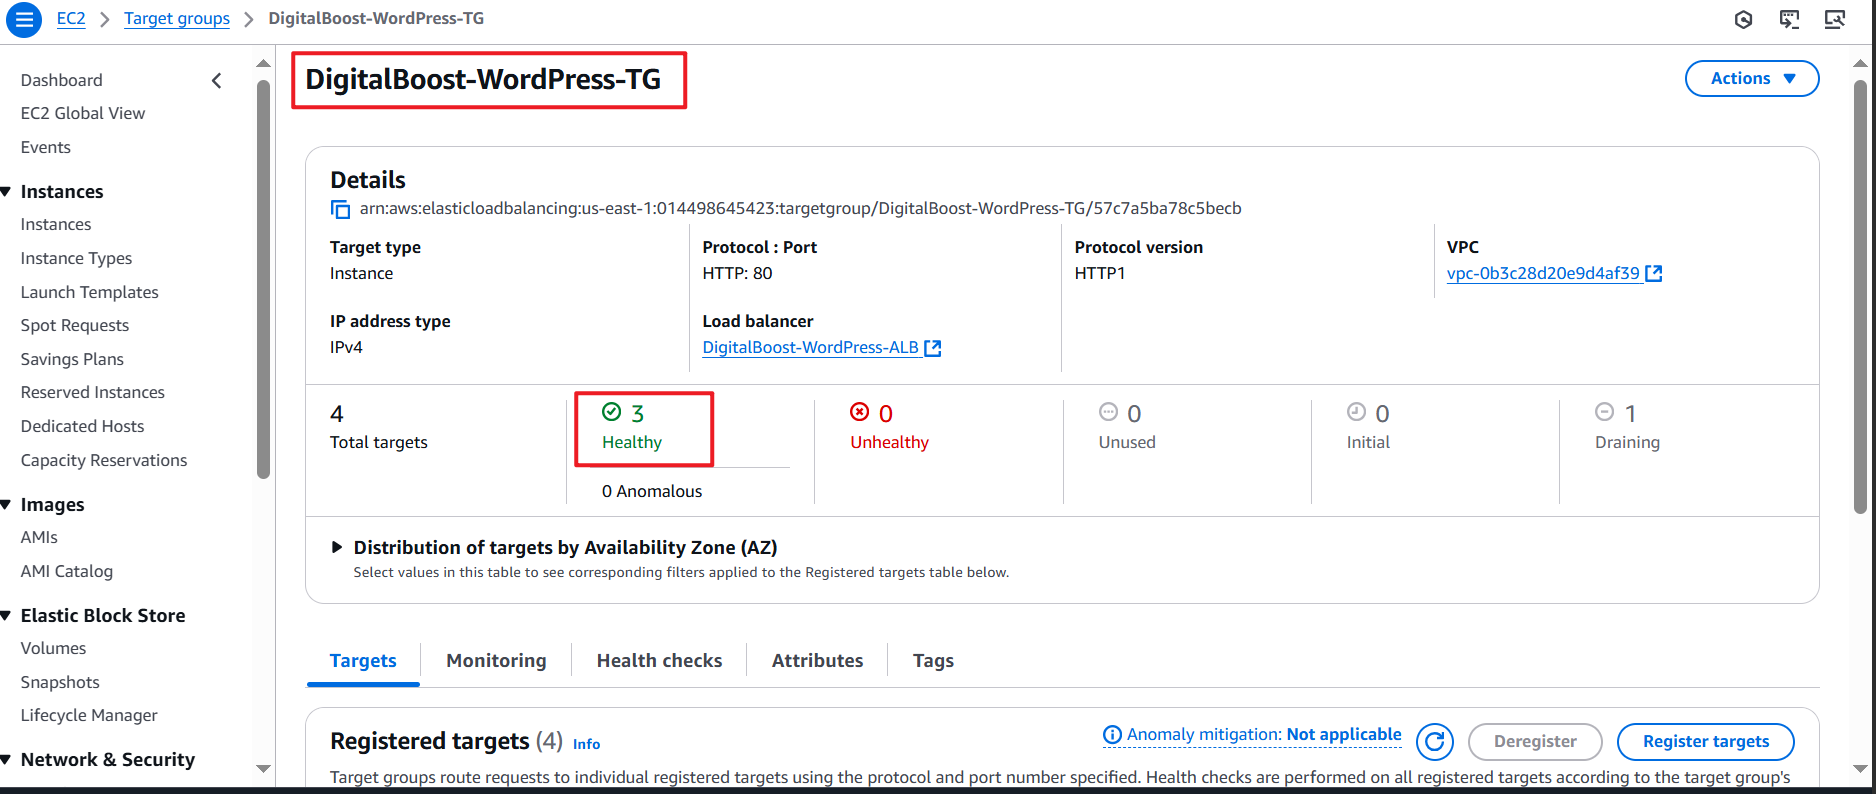 EC2 > Target groups > DigitalBoost-WordPress-TG
Dashboard
EC2 Global View
Events
Instances
Instances
Instance Types
Launch Templates
Spot Requests
Savings Plans
Reserved Instances
Dedicated Hosts
Capacity Reservations
Images
AMIs
AMI Catalog
Elastic Block Store
Volumes
Snapshots
Lifecycle Manager
Network & Security
DigitalBoost-WordPress-TG
Actions
Details
arn:aws:elasticloadbalancing:us-east-1:014498645423:targetgroup/DigitalBoost-WordPress-TG/57c7a5ba78c5becb
Target type
Instance
Protocol : Port
HTTP: 80
Protocol version
HTTP1
VPC
vpc-0b3c28d20e9d4af39
IP address type
IPv4
Load balancer
DigitalBoost-WordPress-ALB
4
Total targets
3
Healthy
0 Anomalous
0
Unhealthy
0
Unused
0
Initial
1
Draining
Distribution of targets by Availability Zone (AZ)
Select values in this table to see corresponding filters applied to the Registered targets table below.
Targets
Monitoring
Health checks
Attributes
Tags
Registered targets (4) Info
Anomaly mitigation: Not applicable
Deregister
Register targets
Target groups route requests to individual registered targets using the protocol and port number specified. Health checks are performed on all registered targets according to the target group's